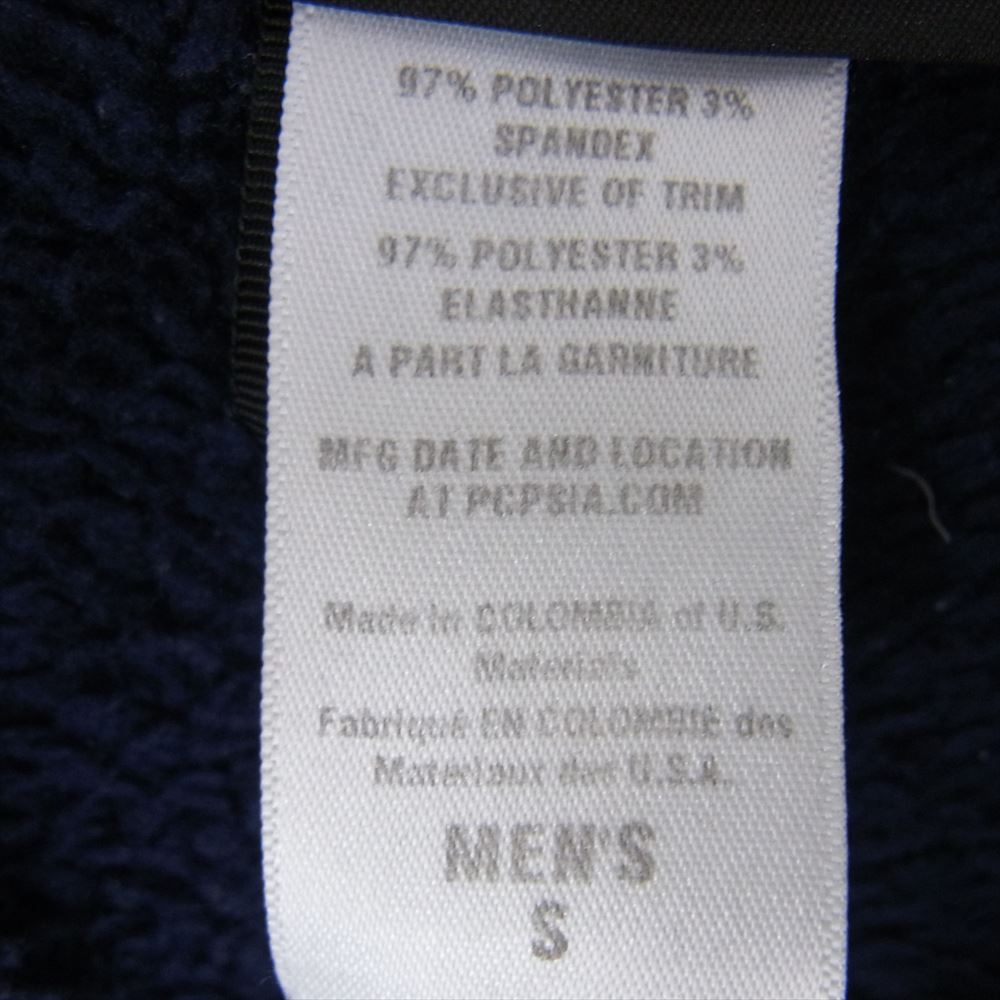 97% POLYESTER 3%
SPANDEX
EXCLUSIVE OF TRIM
97% POLYESTER 3%
ELASTHANNE
A PART LA GARNITURE
MFG DATE AND LOCATION
AT PCPSIA.COM
Made in COLOMBIA of U.S.
Materials
Fabriqué EN COLOMBIE des
Materiaux des U.S.A.
MEN'S
S